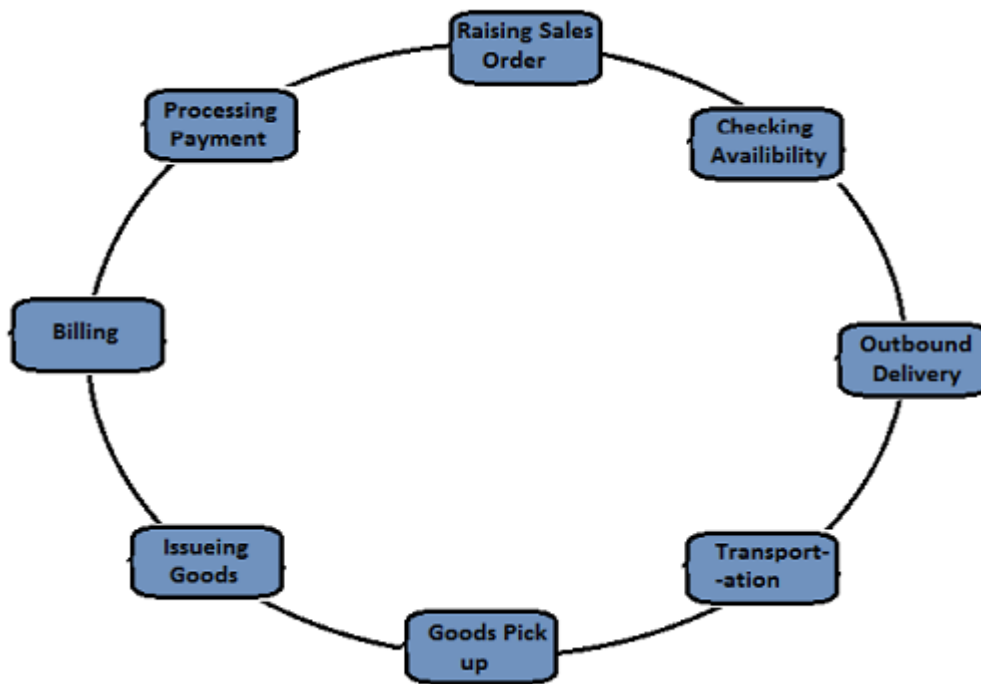 Raising Sales
Order
Checking
Availibility
Outbound
Delivery
Transport-
-ation
Goods Pick
up
Issueing
Goods
Billing
Processing
Payment